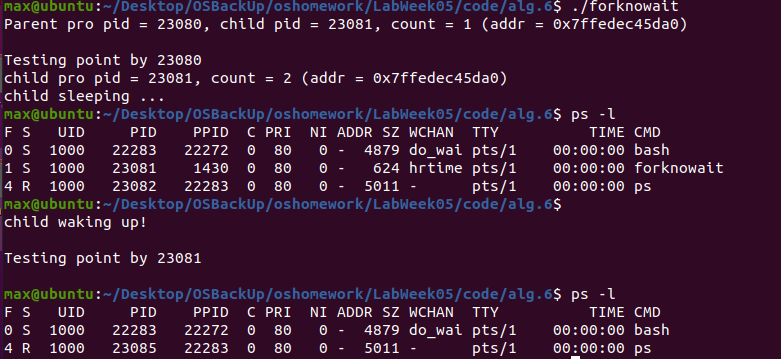 max@ubuntu:~/Desktop/OSBackUp/oshomework/LabWeek05/code/alg.6$ ./forknowait
Parent pro pid = 23080, child pid = 23081, count = 1 (addr = 0x7ffedec45da0)
Testing point by 23080
child pro pid = 23081, count = 2 (addr = 0x7ffedec45da0)
child sleeping ...
max@ubuntu:~/Desktop/OSBackUp/oshomework/LabWeek05/code/alg.6$ ps -l
F S   UID     PID    PPID  C PRI  NI ADDR SZ WCHAN  TTY          TIME CMD
0 S  1000   22283   22272  0  80   0 -  4879 do_wai pts/1    00:00:00 bash
1 S  1000   23081    1430  0  80   0 -   624 hrtime pts/1    00:00:00 forknowait
4 R  1000   23082   22283  0  80   0 -  5011 -      pts/1    00:00:00 ps
max@ubuntu:~/Desktop/OSBackUp/oshomework/LabWeek05/code/alg.6$
child waking up!
Testing point by 23081
max@ubuntu:~/Desktop/OSBackUp/oshomework/LabWeek05/code/alg.6$ ps -l
F S   UID     PID    PPID  C PRI  NI ADDR SZ WCHAN  TTY          TIME CMD
0 S  1000   22283   22272  0  80   0 -  4879 do_wai pts/1    00:00:00 bash
4 R  1000   23085   22283  0  80   0 -  5011 -      pts/1    00:00:00 ps